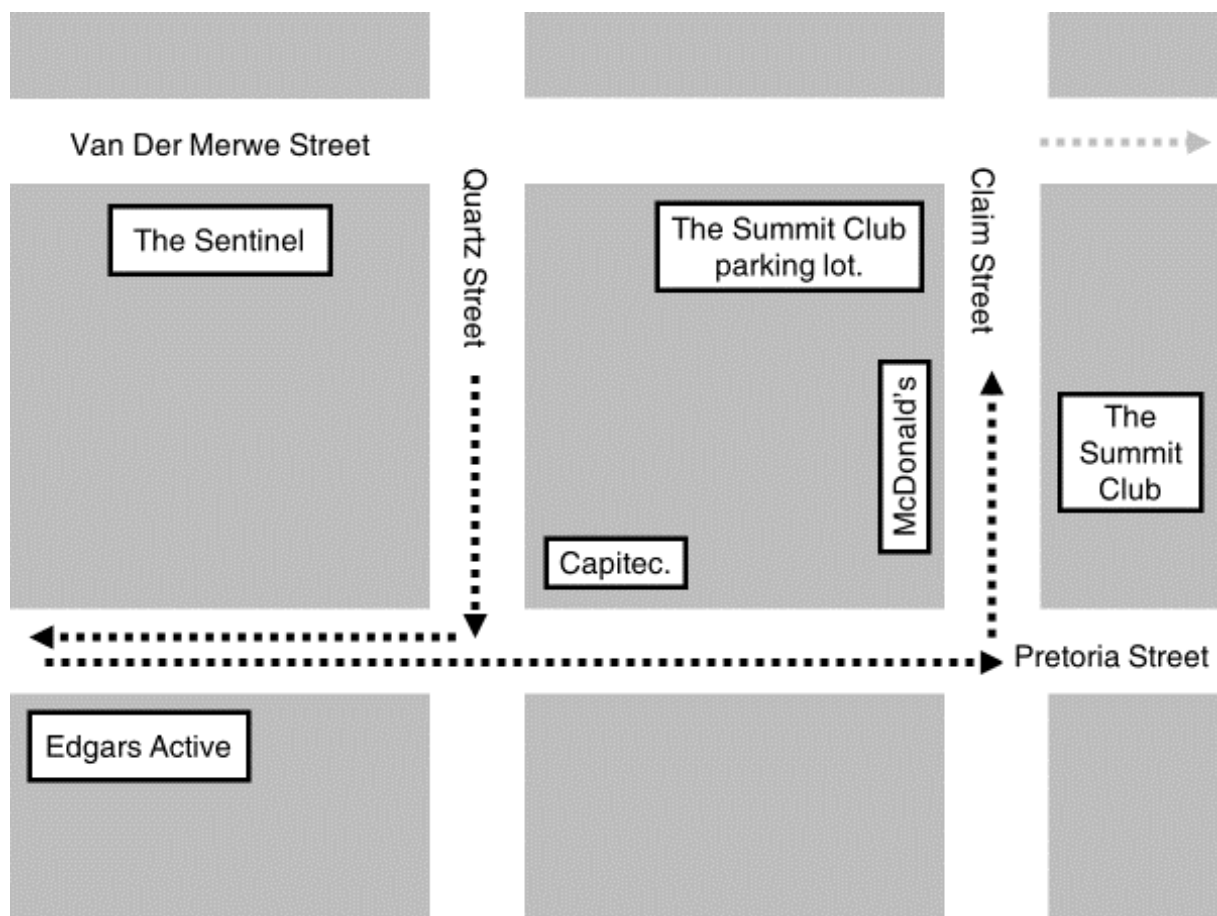 Van Der Merwe Street
Quartz Street
Claim Street
The Sentinel
The Summit Club
parking lot.
McDonald's
The
Summit
Club
Capitec.
Pretoria Street
Edgars Active